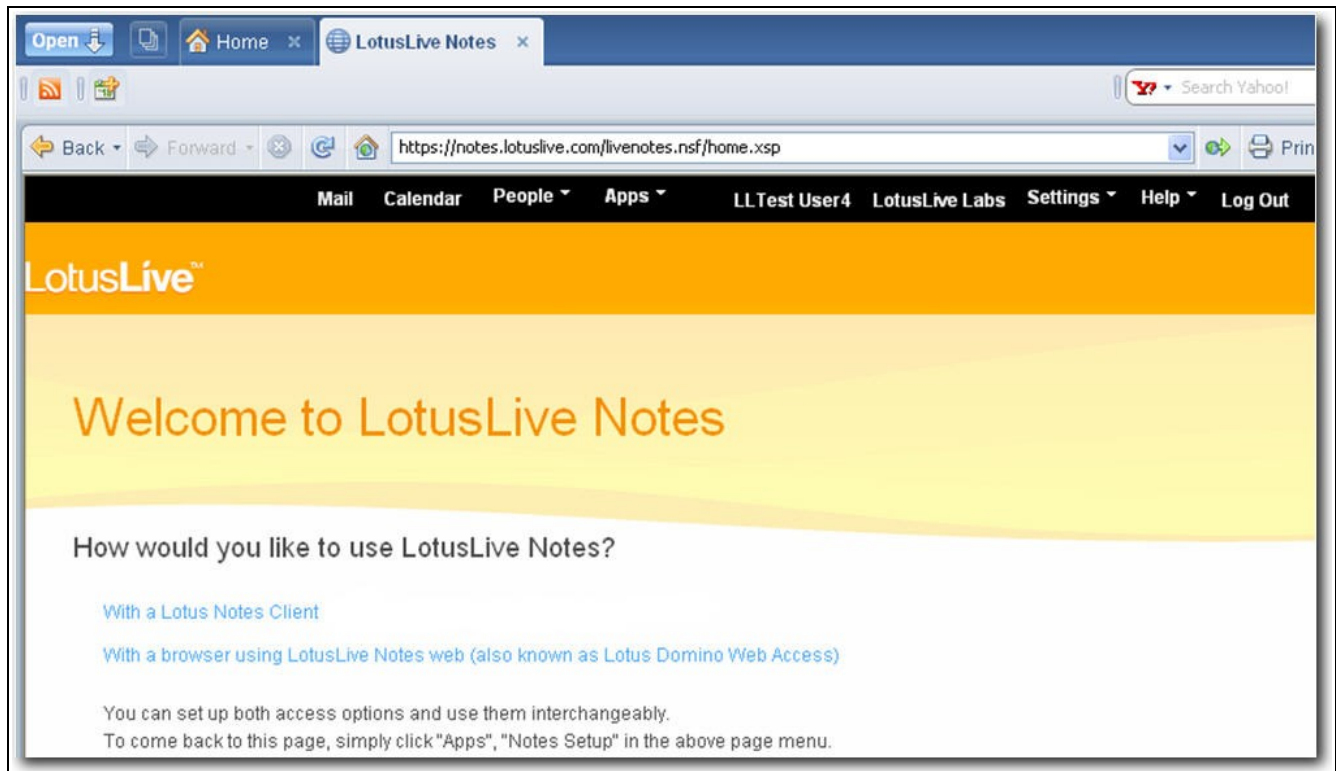 Open Home LotusLive Notes
Search Yahoo!
Back Forward https://notes.lotuslive.com/livenotes.nsf/home.xsp Prin
Mail Calendar People Apps LLTest User4 LotusLive Labs Settings Help Log Out
LotusLive™
Welcome to LotusLive Notes
How would you like to use LotusLive Notes?
With a Lotus Notes Client
With a browser using LotusLive Notes web (also known as Lotus Domino Web Access)
You can set up both access options and use them interchangeably.
To come back to this page, simply click "Apps", "Notes Setup" in the above page menu.